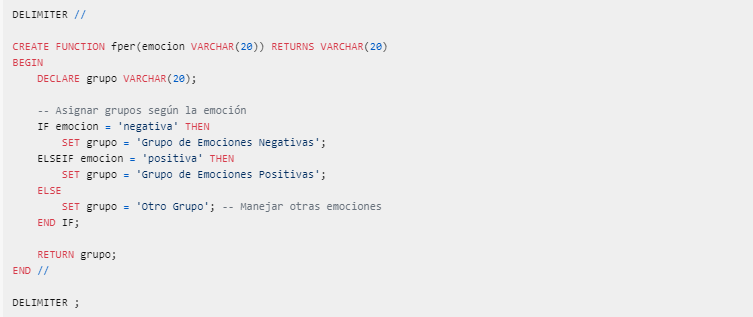 DELIMITER //
CREATE FUNCTION fper(emocion VARCHAR(20)) RETURNS VARCHAR(20)
BEGIN
DECLARE grupo VARCHAR(20);
-- Asignar grupos según la emoción
IF emocion = 'negativa' THEN
SET grupo = 'Grupo de Emociones Negativas';
ELSEIF emocion = 'positiva' THEN
SET grupo = 'Grupo de Emociones Positivas';
ELSE
SET grupo = 'Otro Grupo'; -- Manejar otras emociones
END IF;
RETURN grupo;
END //
DELIMITER ;